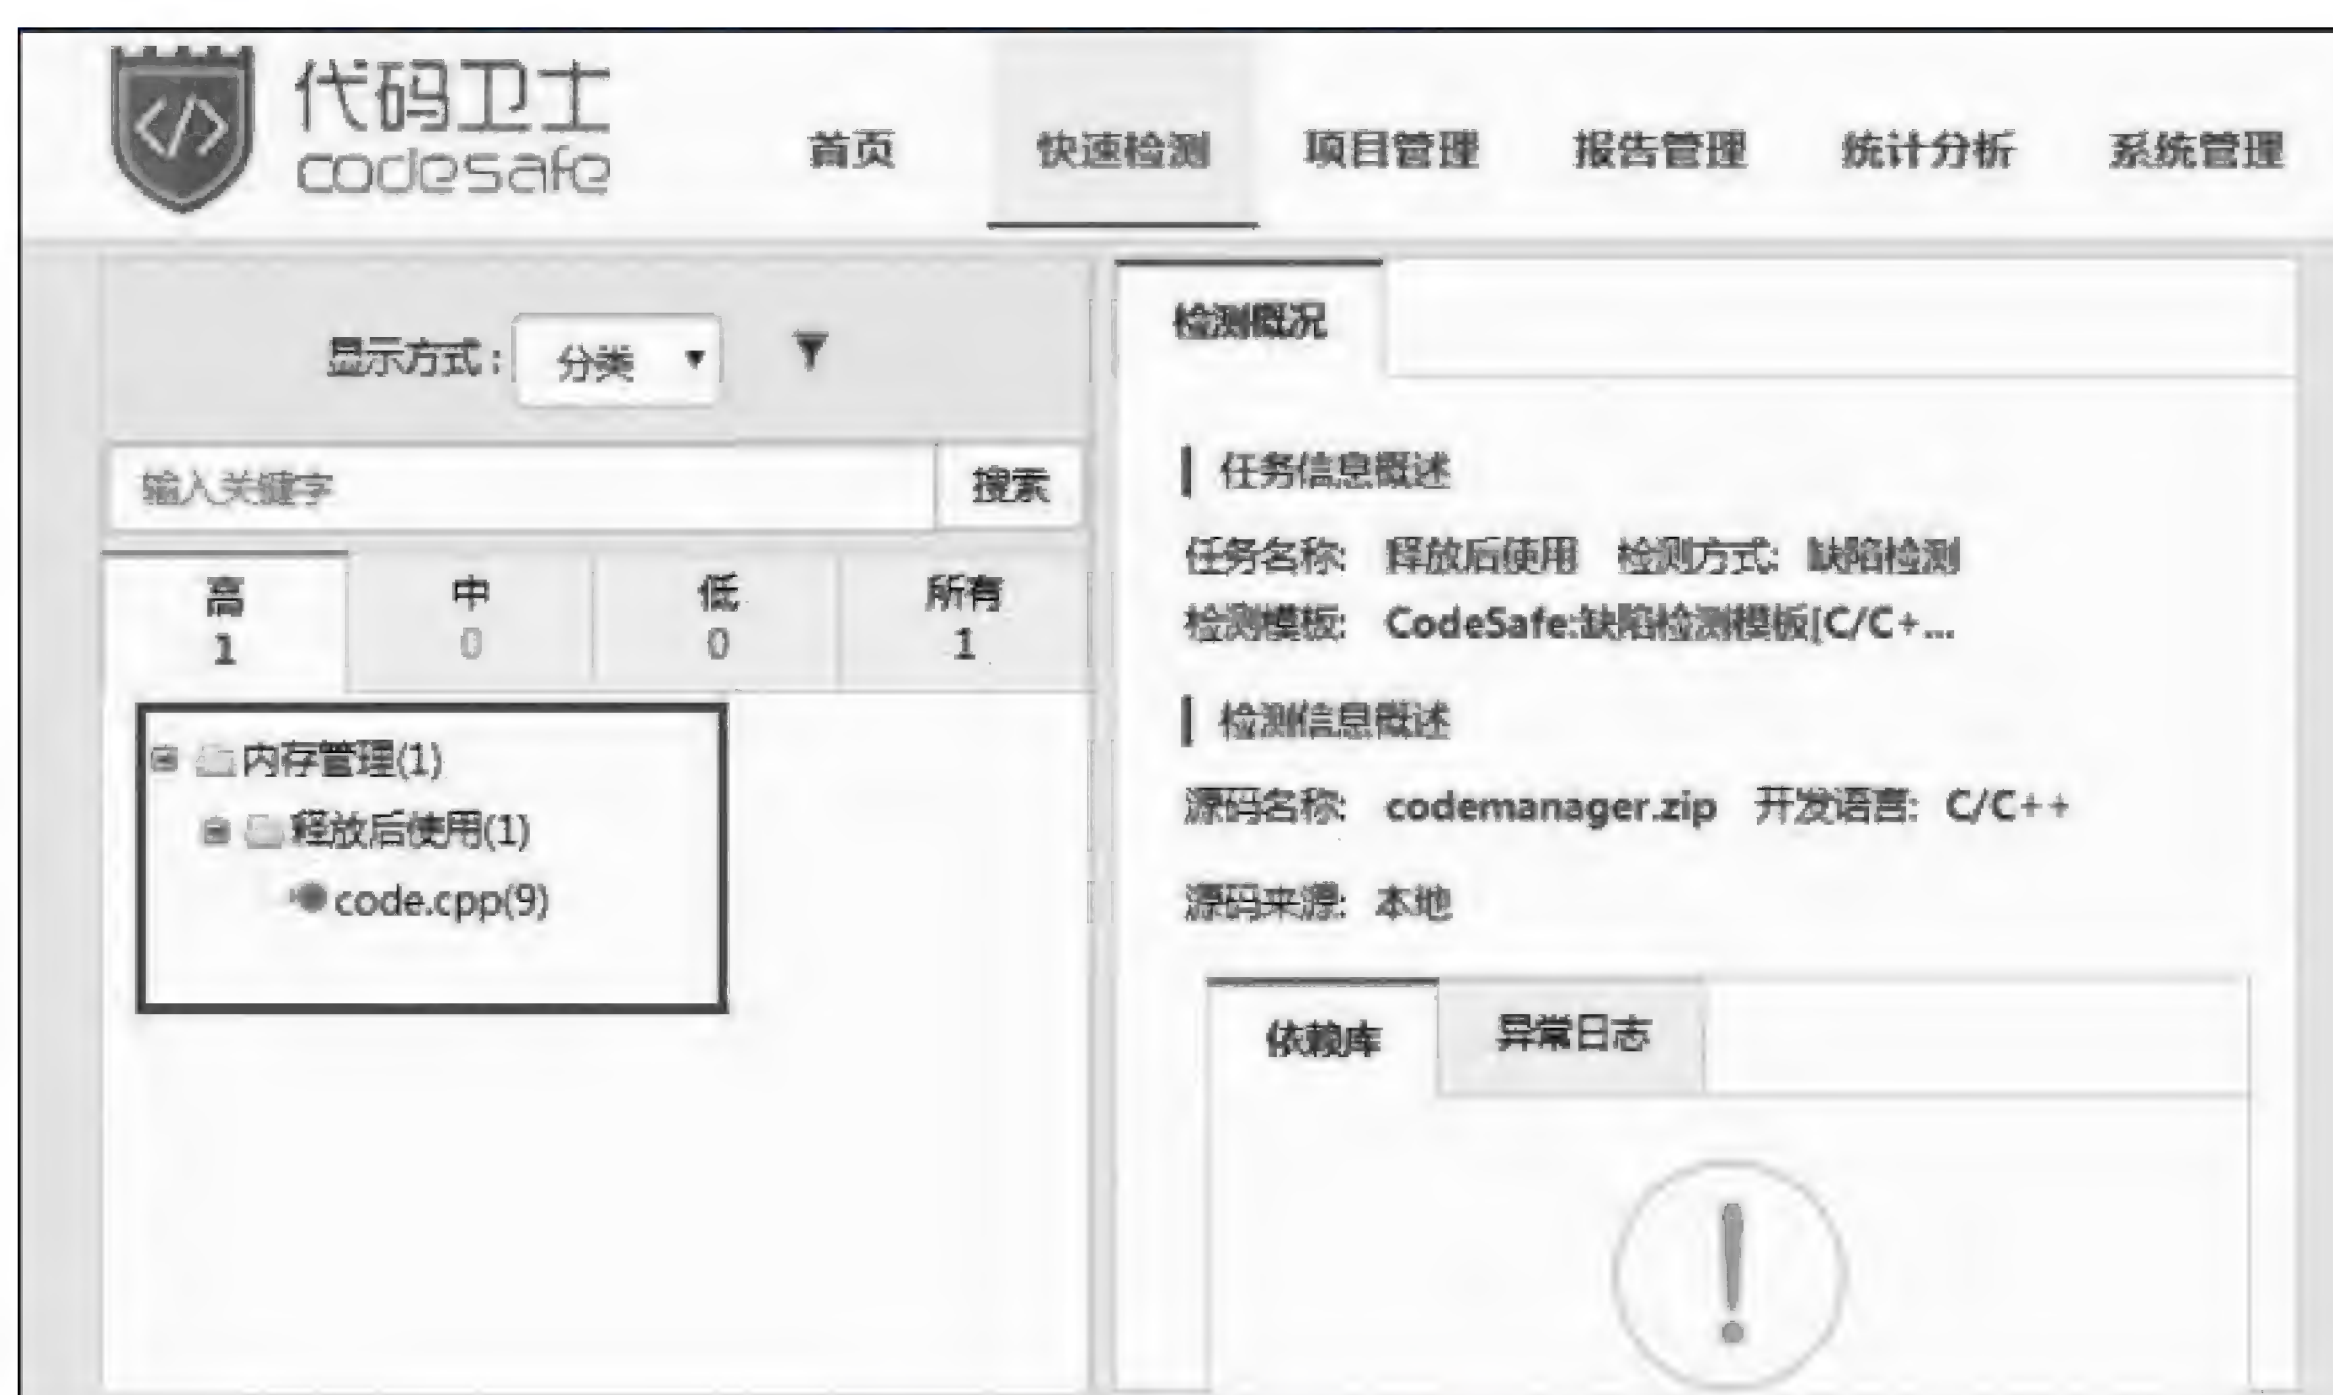 代码卫士
codesafe
首页 快速检测 项目管理 报告管理 统计分析 系统管理
显示方式: 分类
输入关键字 搜索
高 中 低 所有
1 0 0 1
内存管理(1)
释放后使用(1)
code.cpp(9)
检测概况
任务信息概述
任务名称: 释放后使用 检测方式: 缺陷检测
检测模板: CodeSafe:缺陷检测模板[C/C+...
检测信息概述
源码名称: codemanager.zip 开发语言: C/C++
源码来源: 本地
依赖库 异常日志